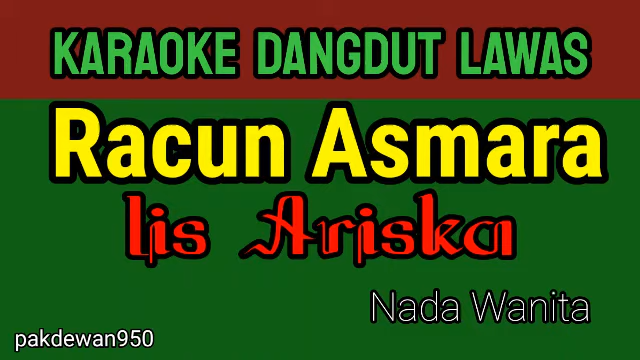 KARAOKE DANGDUT LAWAS
Racun Asmara
Iis Ariska
Nada Wanita
pakdewan950